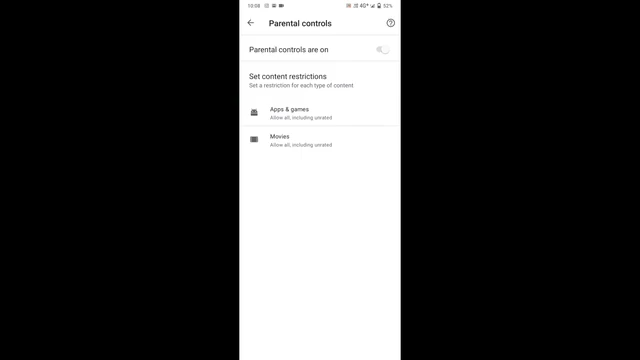 10:08 4G+ 52%
Parental controls
Parental controls are on
Set content restrictions
Set a restriction for each type of content
Apps & games
Allow all, including unrated
Movies
Allow all, including unrated